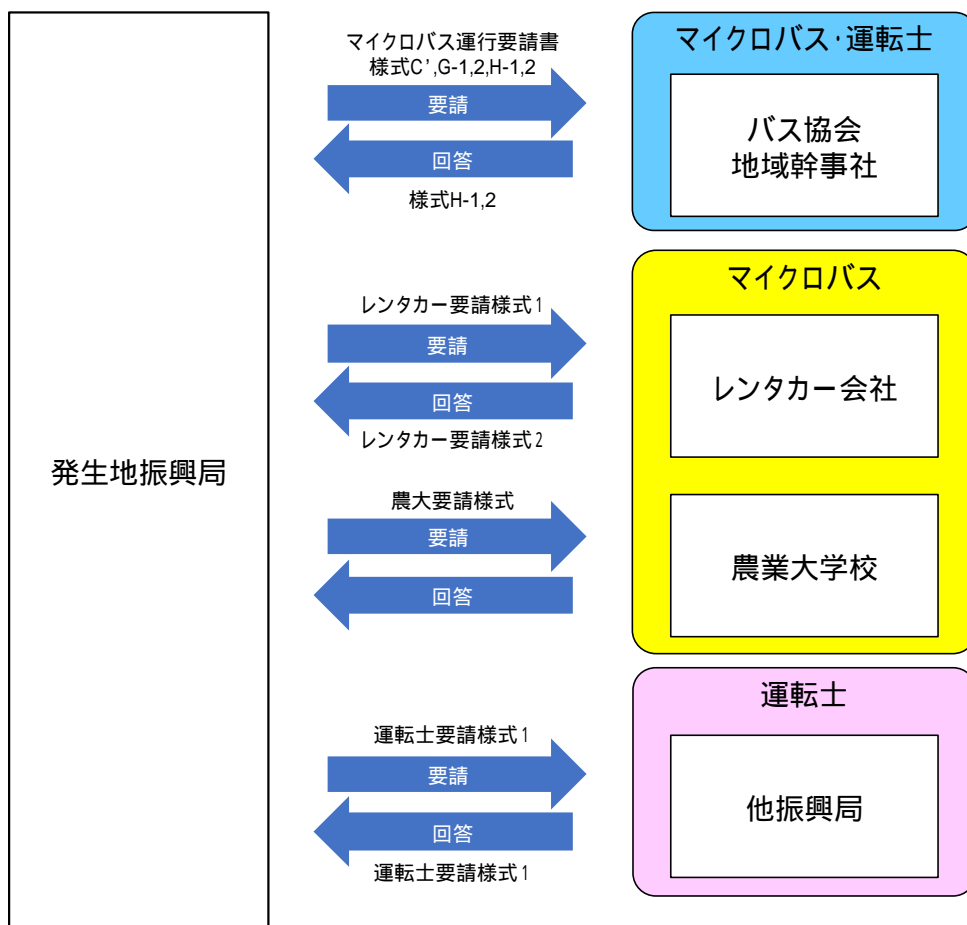 発生地振興局
マイクロバス運行要請書
様式C’,G-1,2,H-1,2
要請
回答
様式H-1,2
マイクロバス・運転士
バス協会
地域幹事社
レンタカー要請様式1
要請
回答
レンタカー要請様式2
マイクロバス
レンタカー会社
農大要請様式
要請
回答
農業大学校
運転士要請様式1
要請
回答
運転士要請様式1
運転士
他振興局